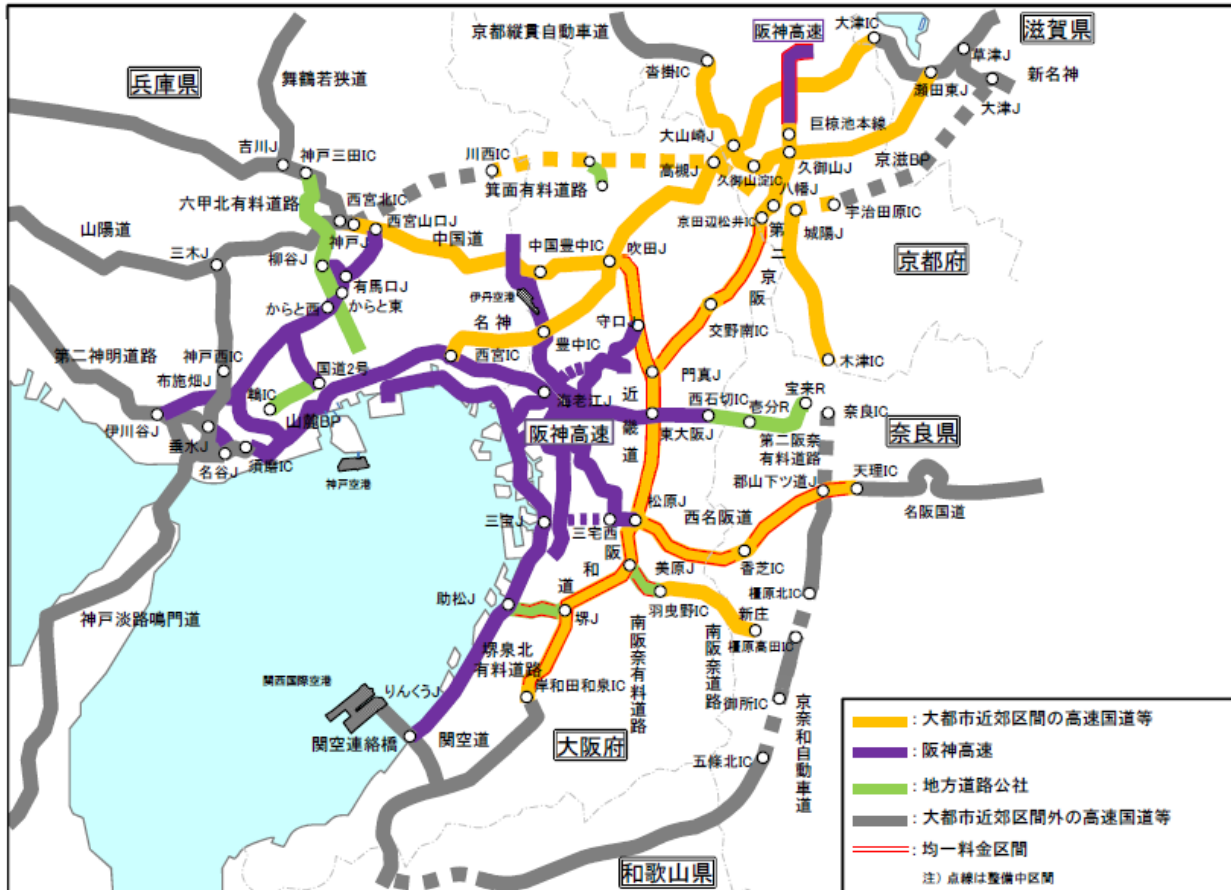 京都縦貫自動車道
阪神高速
大津IC
滋賀県
草津J
新名神
瀬田東J
大津J
沓掛IC
兵庫県
舞鶴若狭道
大山崎J
巨椋池本線
吉川J
神戸三田IC
川西IC
高槻J
久御山淀IC
久御山J
京滋BP
箕面有料道路
八幡J
六甲北有料道路
西宮北IC
西宮山口J
京田辺松井IC
城陽J
宇治田原IC
山陽道
神戸J
中国道
中国豊中IC
吹田J
第二京阪
京都府
三木J
柳谷J
有馬口J
からと東
からと西
伊丹空港
名神
守口J
交野南IC
豊中IC
木津IC
第二神明道路
神戸西IC
国道2号
西宮IC
門真J
布施畑J
近畿道
西石切IC
宝来R
壱分R
奈良IC
鵯IC
海老江J
山麓BP
伊川谷J
阪神高速
東大阪J
第二阪奈
有料道路
奈良県
垂水J
名谷J
須磨IC
神戸空港
郡山下ツ道J
天理IC
松原J
西名阪道
名阪国道
三宝J
三宅西
阪和道
美原J
香芝IC
橿原北IC
助松J
堺J
羽曳野IC
新庄
橿原高田IC
神戸淡路鳴門道
堺泉北
有料道路
南阪奈有料道路
南阪奈道路
関西国際空港
りんくうJ
岸和田和泉IC
御所IC
京奈和自動車道
関空連絡橋
関空道
大阪府
五條北IC
和歌山県
：大都市近郊区間の高速国道等
：阪神高速
：地方道路公社
：大都市近郊区間外の高速国道等
：均一料金区間
注）点線は整備中区間